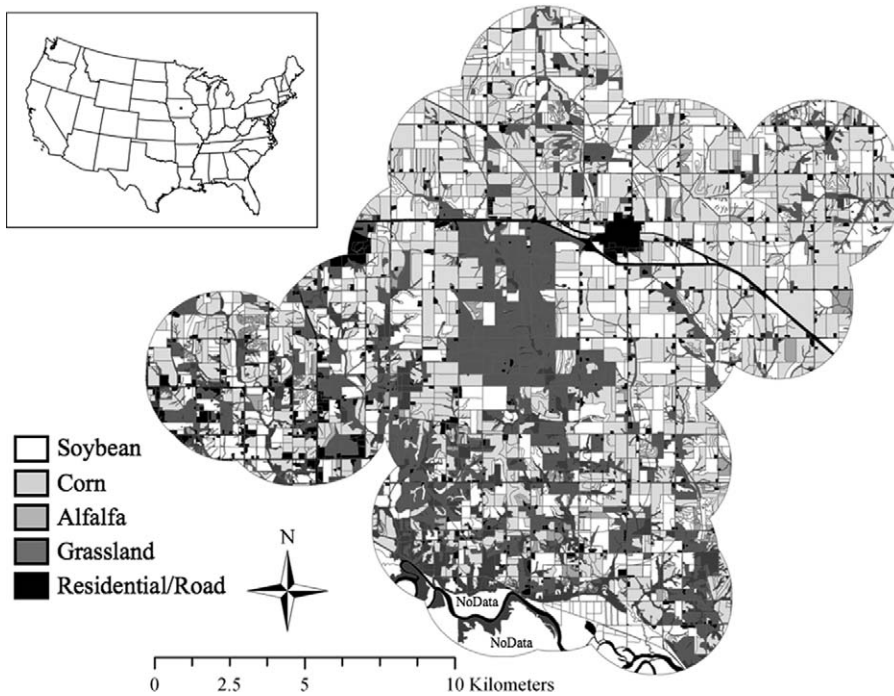 Soybean
Corn
Alfalfa
Grassland
Residential/Road
N
NoData
NoData
0 2.5 5 10 Kilometers